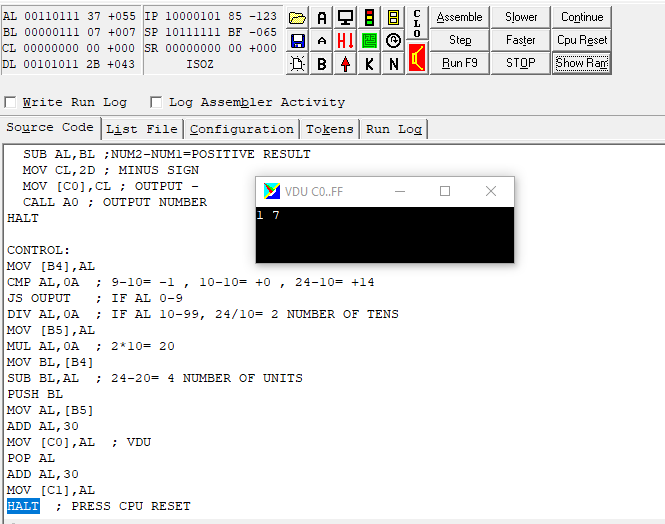 AL 00110111 37 +055 IP 10000101 85 -123
BL 00000111 07 +007 SP 10111111 BF -065
CL 00000000 00 +000 SR 00000000 00 +000
DL 00101011 2B +043 ISOZ
A H K N
A B
CLO
Assemble Slower Continue
Step Faster Cpu Reset
Run F9 STOP Show Ram
Write Run Log Log Assembler Activity
Source Code List File Configuration Tokens Run Log
SUB AL,BL ;NUM2-NUM1=POSITIVE RESULT
MOV CL,2D ; MINUS SIGN
MOV [C0],CL ; OUTPUT -
CALL A0 ; OUTPUT NUMBER
HALT
VDU C0..FF
1 7
CONTROL:
MOV [B4],AL
CMP AL,0A ; 9-10= -1 , 10-10= +0 , 24-10= +14
JS OUPUT ; IF AL 0-9
DIV AL,0A ; IF AL 10-99, 24/10= 2 NUMBER OF TENS
MOV [B5],AL
MUL AL,0A ; 2*10= 20
MOV BL,[B4]
SUB BL,AL ; 24-20= 4 NUMBER OF UNITS
PUSH BL
MOV AL,[B5]
ADD AL,30
MOV [C0],AL ; VDU
POP AL
ADD AL,30
MOV [C1],AL
HALT ; PRESS CPU RESET